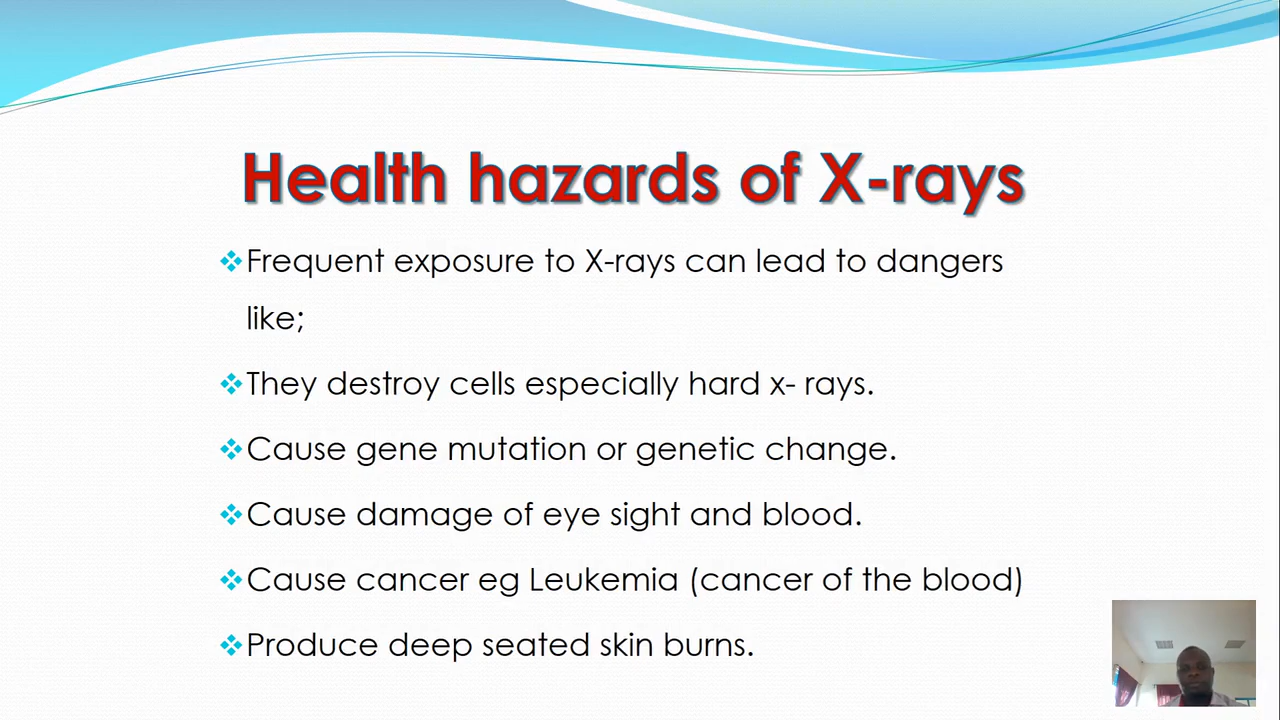 Health hazards of X-rays
Frequent exposure to X-rays can lead to dangers
like;
They destroy cells especially hard x- rays.
Cause gene mutation or genetic change.
Cause damage of eye sight and blood.
Cause cancer eg Leukemia (cancer of the blood)
Produce deep seated skin burns.